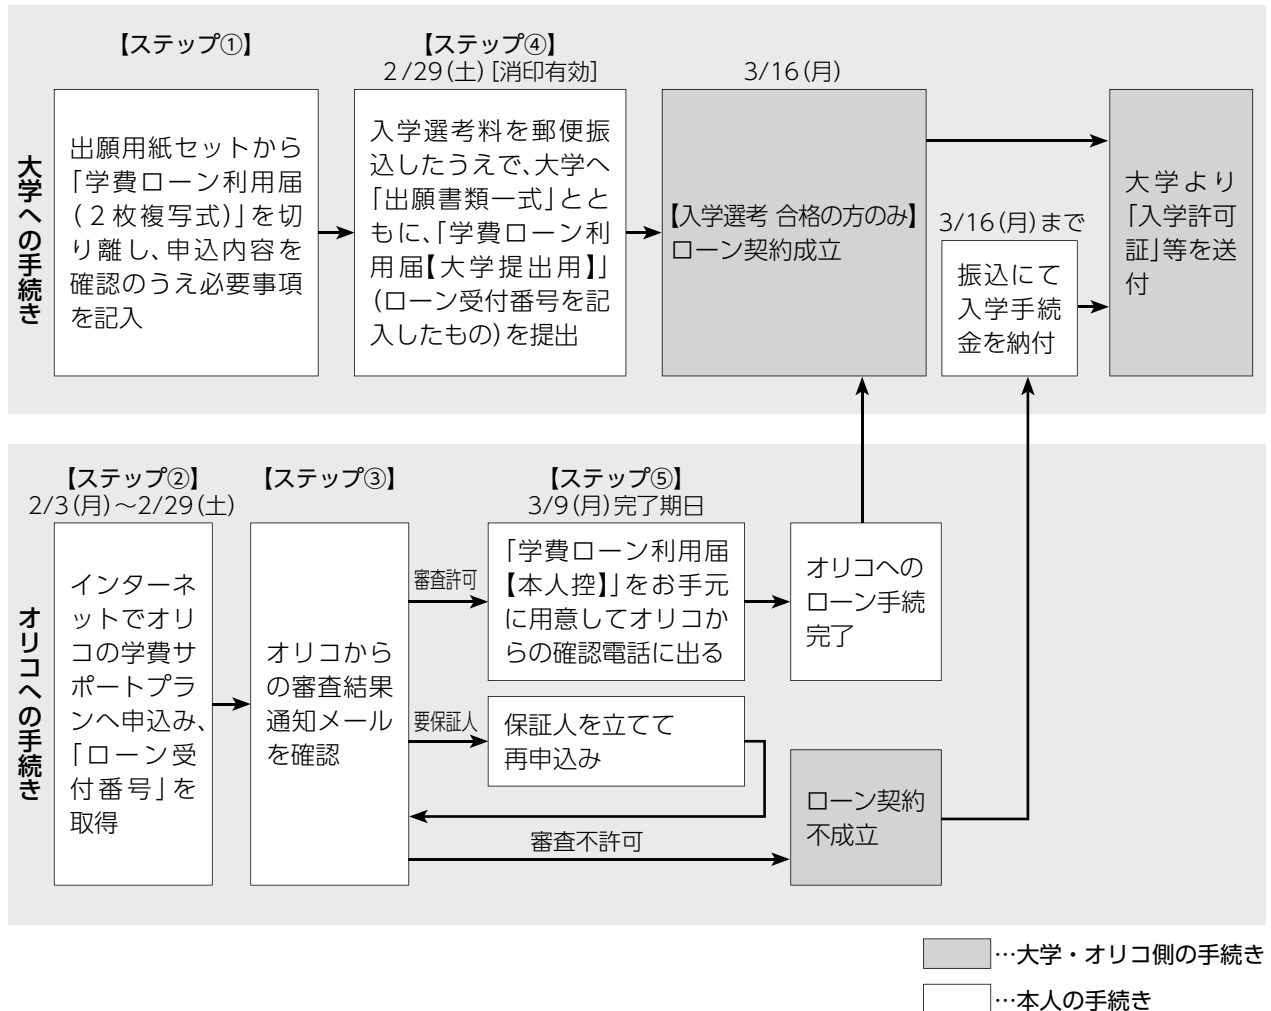 大学への手続き
【ステップ①】
出願用紙セットから
「学費ローン利用届
(2枚複写式)」を切
り離し、申込内容を
確認のうえ必要事項
を記入
【ステップ④】
2/29(土)[消印有効]
入学選考料を郵便振
込したうえで、大学へ
「出願書類一式」とと
もに、「学費ローン利
用届【大学提出用】」
(ローン受付番号を記
入したもの)を提出
3/16(月)
【入学選考 合格の方のみ】
ローン契約成立
3/16(月)まで
振込にて
入学手続
金を納付
大学より
「入学許可
証」等を送
付
オリコへの手続き
【ステップ②】
2/3(月)～2/29(土)
インターネ
ットでオリ
コの学費サ
ポートプラ
ンへ申込み、
「ローン受
付番号」を
取得
【ステップ③】
オリコから
の審査結果
通知メール
を確認
審査許可
要保証人
審査不許可
【ステップ⑤】
3/9(月)完了期日
「学費ローン利用届
【本人控】」をお手元
に用意してオリコか
らの確認電話に出る
保証人を立てて
再申込み
オリコへの
ローン手続
完了
ローン契約
不成立
…大学・オリコ側の手続き
…本人の手続き